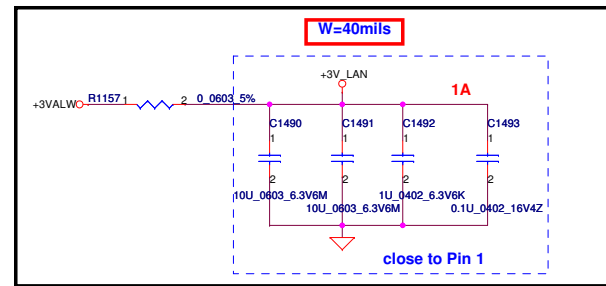 W=40mils
+3V_LAN
1A
+3VALW
R1157
1
2
0_0603_5%
C1490
C1491
C1492
C1493
1
1
1
1
2
2
2
2
10U_0603_6.3V6M
1U_0402_6.3V6K
10U_0603_6.3V6M
0.1U_0402_16V4Z
close to Pin 1